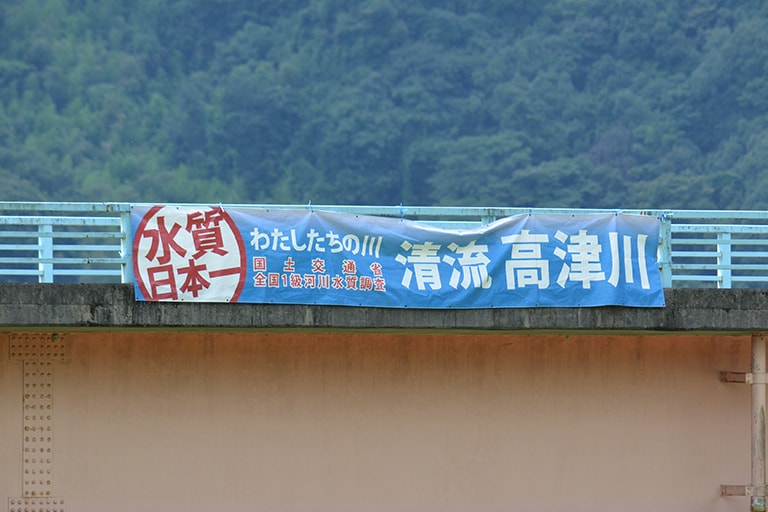 水質
日本一
わたしたちの川
国土交通省
全国1級河川水質調査
清流 高津川